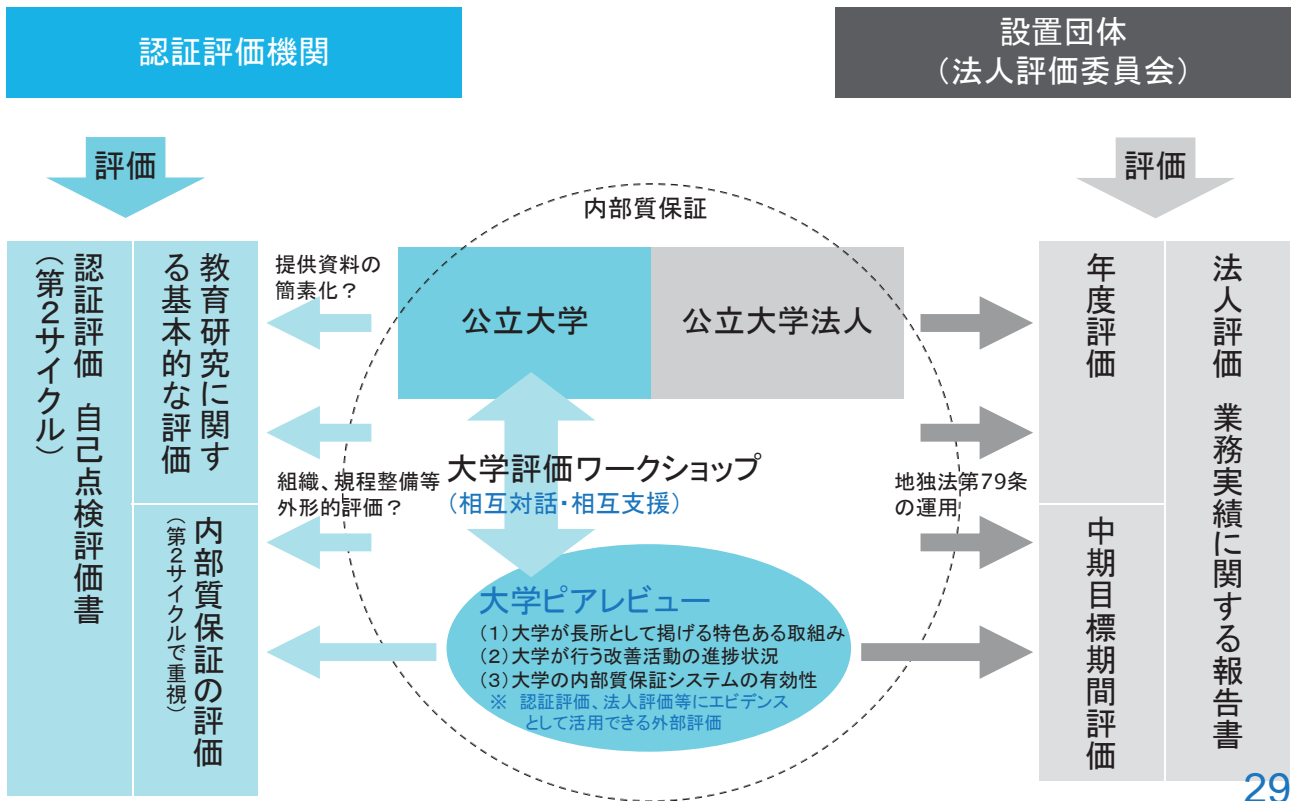 認証評価機関
設置団体
（法人評価委員会）
評価
評価
内部質保証
認証評価 自己点検評価書
（第２サイクル）
教育研究に関す
る基本的な評価
内部質保証の評価
（第２サイクルで重視）
提供資料の
簡素化？
組織、規程整備等
外形的評価？
公立大学
公立大学法人
大学評価ワークショップ
（相互対話・相互支援）
大学ピアレビュー
（１）大学が長所として掲げる特色ある取組み
（２）大学が行う改善活動の進捗状況
（３）大学の内部質保証システムの有効性
※ 認証評価、法人評価等にエビデンス
として活用できる外部評価
地独法第79条
の運用
年度評価
中期目標期間評価
法人評価 業務実績に関する報告書
29